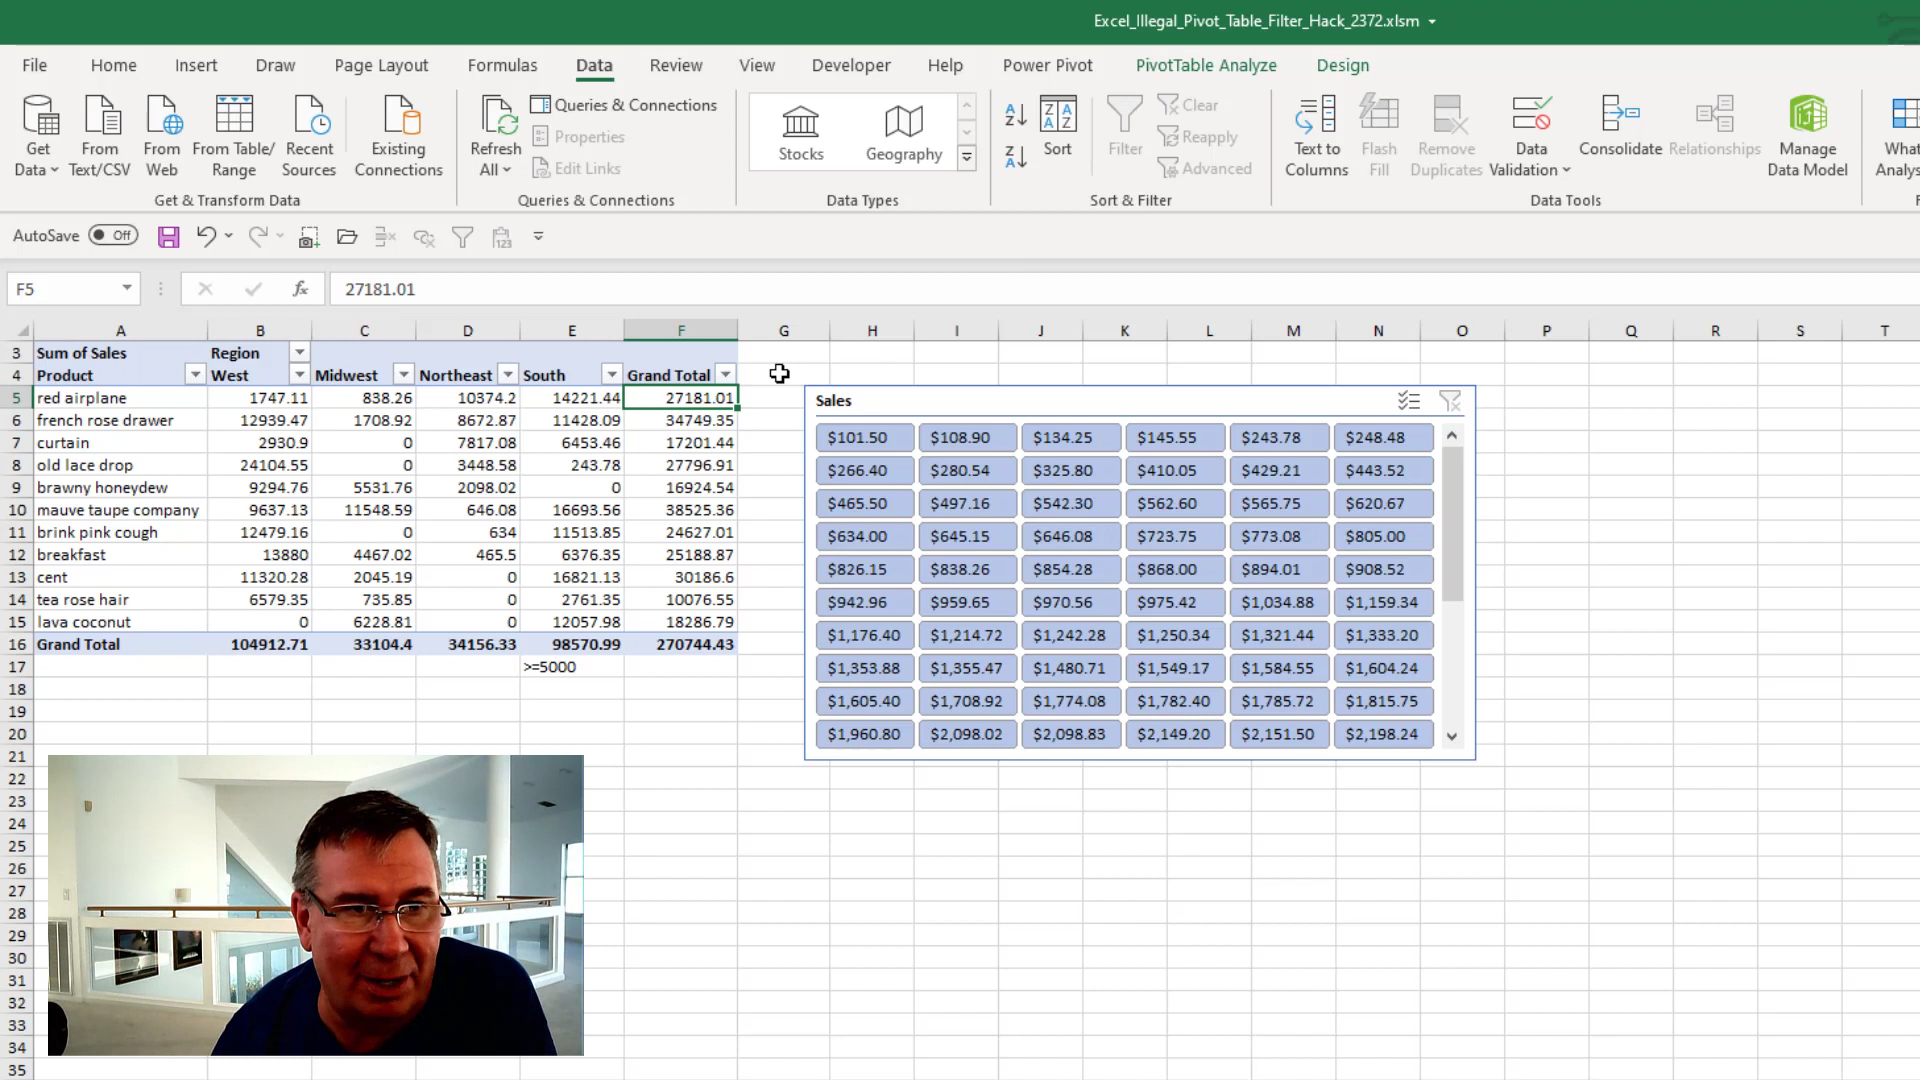 Excel_Illegal_Pivot_Table_Filter_Hack_2372.xlsm
File Home Insert Draw Page Layout Formulas Data Review View Developer Help Power Pivot PivotTable Analyze Design
Get Data From Text/CSV From Web From Table/ Range Recent Sources Existing Connections
Get & Transform Data
Refresh All Queries & Connections
Properties
Edit Links
Queries & Connections
Stocks Geography
Data Types
Sort Filter Clear
Reapply
Advanced
Sort & Filter
Text to Columns Flash Fill Remove Duplicates Data Validation Consolidate Relationships Manage Data Model
Data Tools
AutoSave Off
F5 fx 27181.01
A B C D E F G H I J K L M N O P Q R S T
3 Sum of Sales Region
4 Product West Midwest Northeast South Grand Total
5 red airplane 1747.11 838.26 10374.2 14221.44 27181.01
6 french rose drawer 12939.47 1708.92 8672.87 11428.09 34749.35
7 curtain 2930.9 0 7817.08 6453.46 17201.44
8 old lace drop 24104.55 0 3448.58 243.78 27796.91
9 brawny honeydew 9294.76 5531.76 2098.02 0 16924.54
10 mauve taupe company 9637.13 11548.59 646.08 16693.56 38525.36
11 brink pink cough 12479.16 0 634 11513.85 24627.01
12 breakfast 13880 4467.02 465.5 6376.35 25188.87
13 cent 11320.28 2045.19 0 16821.13 30186.6
14 tea rose hair 6579.35 735.85 0 2761.35 10076.55
15 lava coconut 0 6228.81 0 12057.98 18286.79
16 Grand Total 104912.71 33104.4 34156.33 98570.99 270744.43
17 >=5000
18
19
20
21
22
23
24
25
26
27
28
29
30
31
32
33
34
35
Sales
$101.50 $108.90 $134.25 $145.55 $243.78 $248.48
$266.40 $280.54 $325.80 $410.05 $429.21 $443.52
$465.50 $497.16 $542.30 $562.60 $565.75 $620.67
$634.00 $645.15 $646.08 $723.75 $773.08 $805.00
$826.15 $838.26 $854.28 $868.00 $894.01 $908.52
$942.96 $959.65 $970.56 $975.42 $1,034.88 $1,159.34
$1,176.40 $1,214.72 $1,242.28 $1,250.34 $1,321.44 $1,333.20
$1,353.88 $1,355.47 $1,480.71 $1,549.17 $1,584.55 $1,604.24
$1,605.40 $1,708.92 $1,774.08 $1,782.40 $1,785.72 $1,815.75
$1,960.80 $2,098.02 $2,098.83 $2,149.20 $2,151.50 $2,198.24